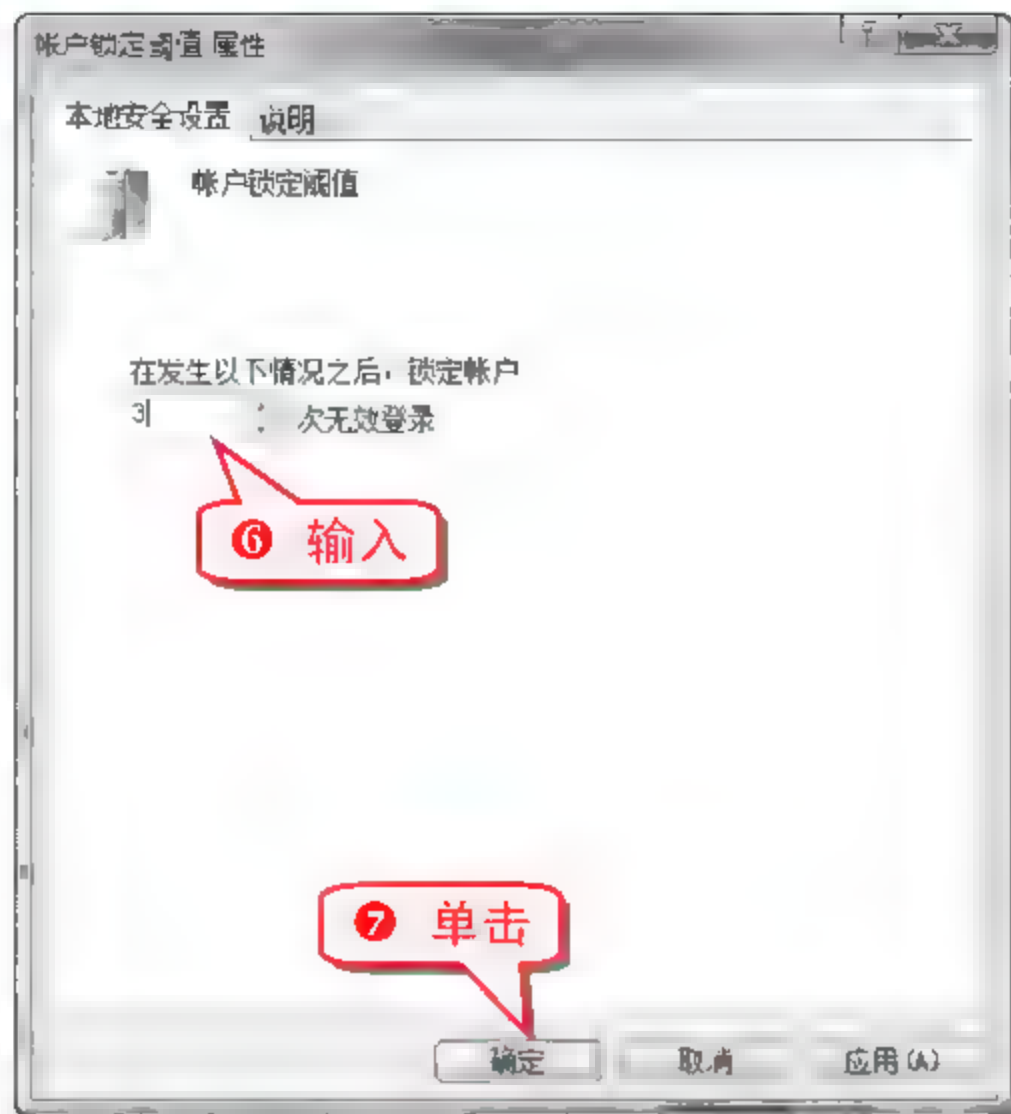 帐户锁定阈值 属性
本地安全设置 说明
帐户锁定阈值
在发生以下情况之后，锁定帐户
3 次无效登录
❻ 输入
❼ 单击
确定 取消 应用(A)